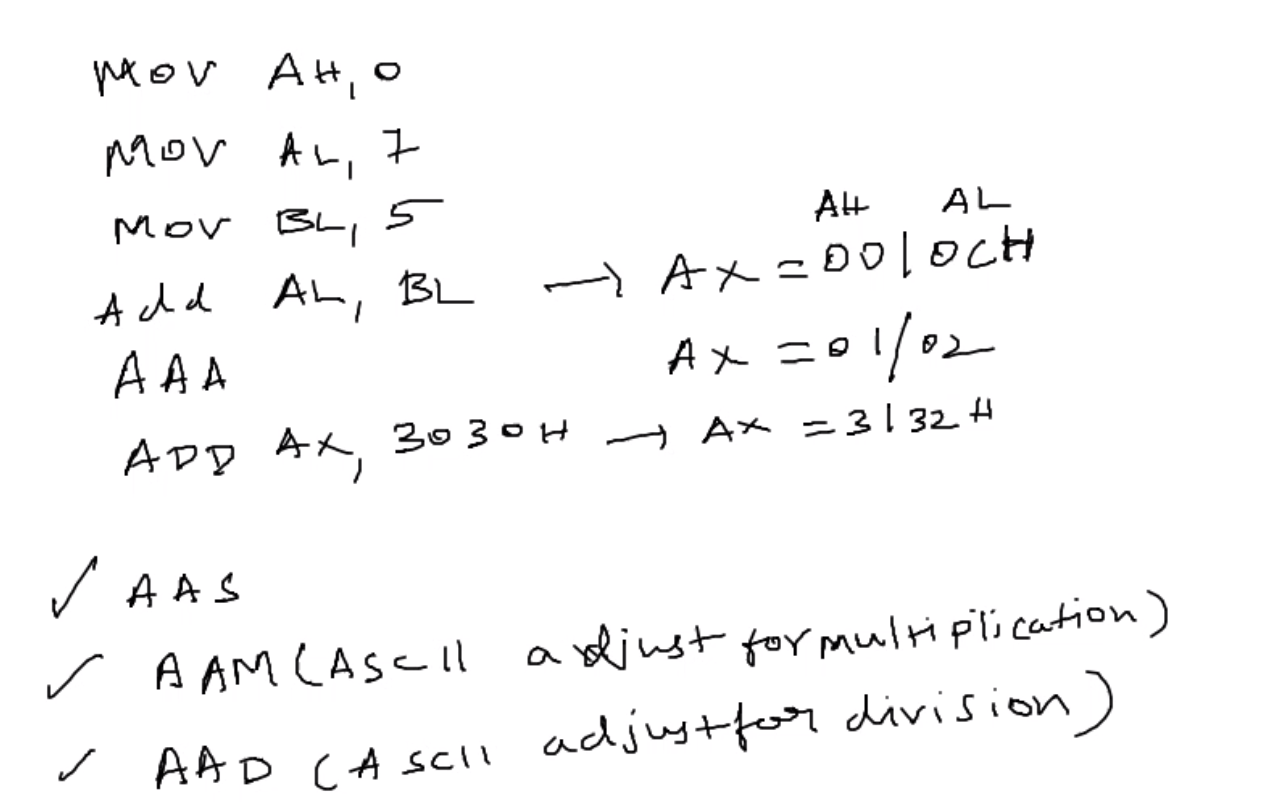 MOV AH, 0
MOV AL, 7
MOV BL, 5
AH AL
Add AL, BL → AX = 00|0CH
AAA AX = 01/02
ADD AX, 3030H → AX = 3132H
✓ AAS
✓ AAM (ASCII adjust for multiplication)
✓ AAD (ASCII adjust for division)